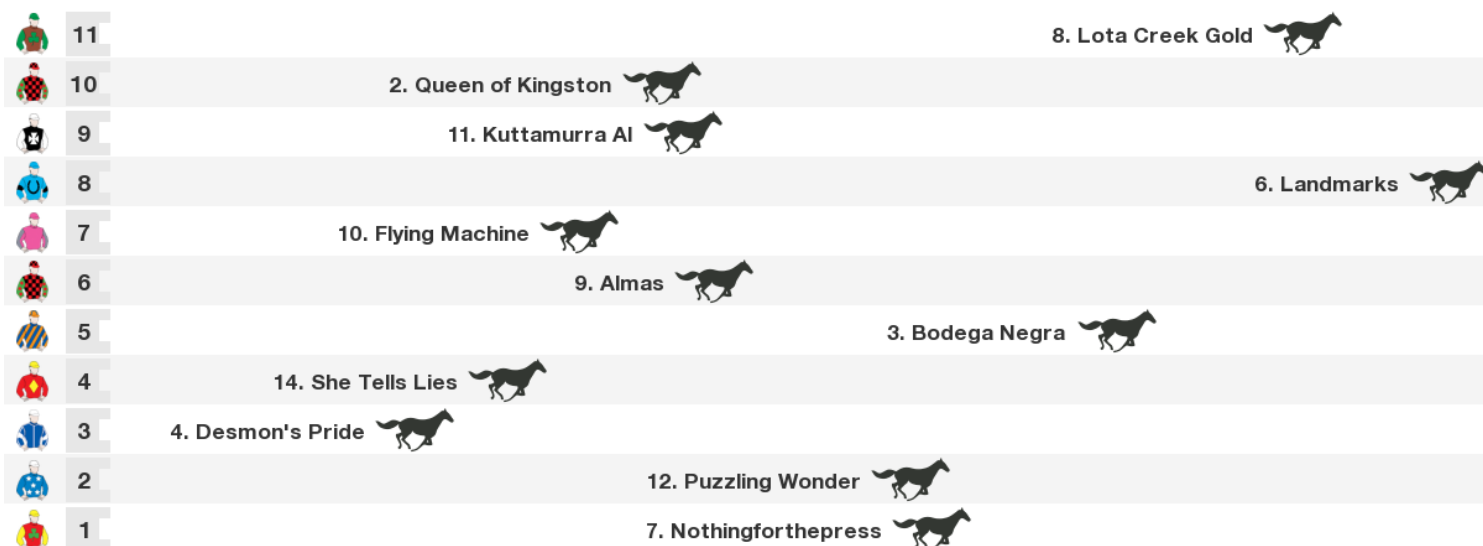 11 8. Lota Creek Gold
10 2. Queen of Kingston
9 11. Kuttamurra Al
8 6. Landmarks
7 10. Flying Machine
6 9. Almas
5 3. Bodega Negra
4 14. She Tells Lies
3 4. Desmon's Pride
2 12. Puzzling Wonder
1 7. Nothingforthepress